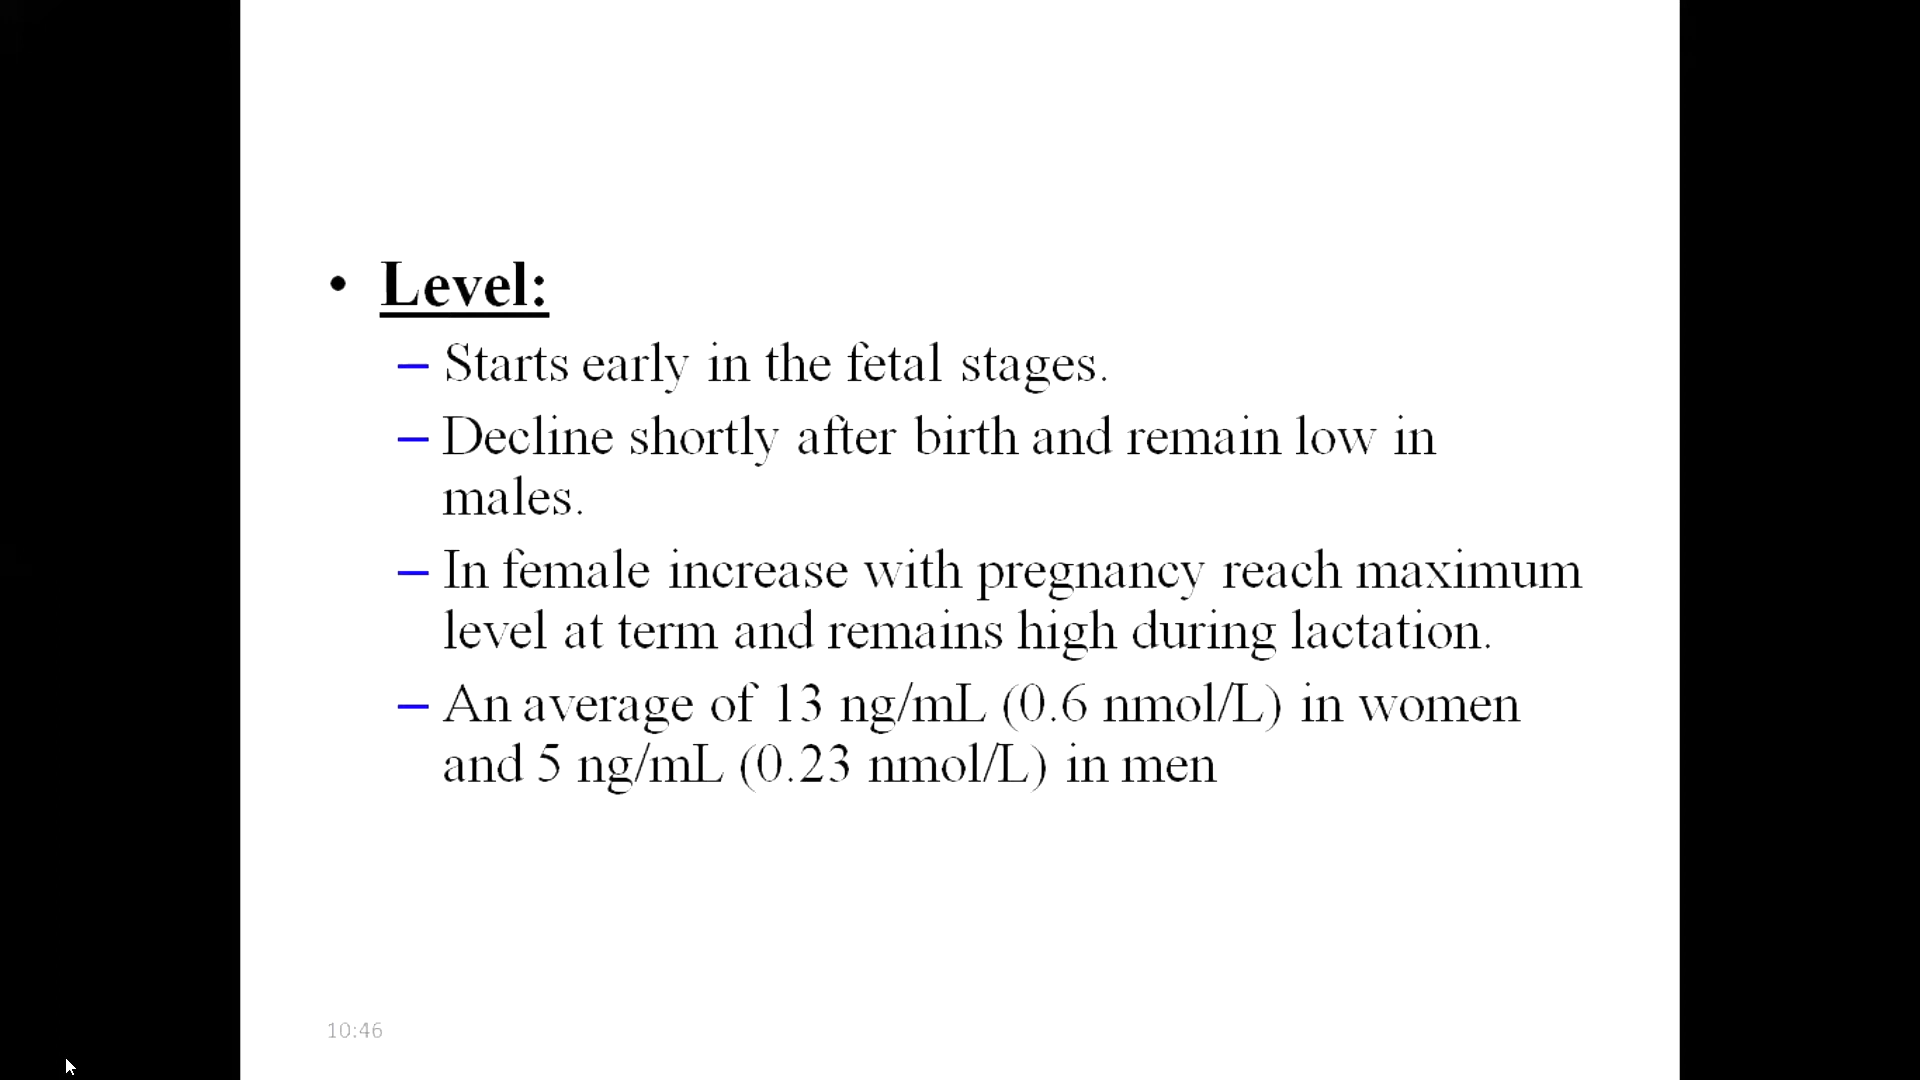 • Level:
– Starts early in the fetal stages.
– Decline shortly after birth and remain low in
males.
– In female increase with pregnancy reach maximum
level at term and remains high during lactation.
– An average of 13 ng/mL (0.6 nmol/L) in women
and 5 ng/mL (0.23 nmol/L) in men
10:46